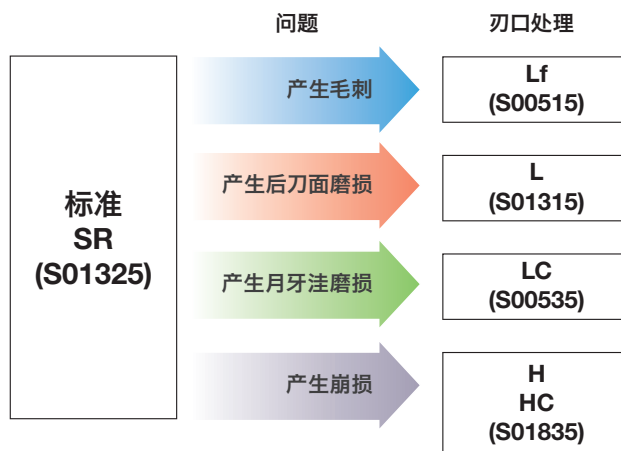 问题
刃口处理
标准
SR
(S01325)
产生毛刺
Lf
(S00515)
产生后刀面磨损
L
(S01315)
产生月牙洼磨损
LC
(S00535)
产生崩损
H
HC
(S01835)